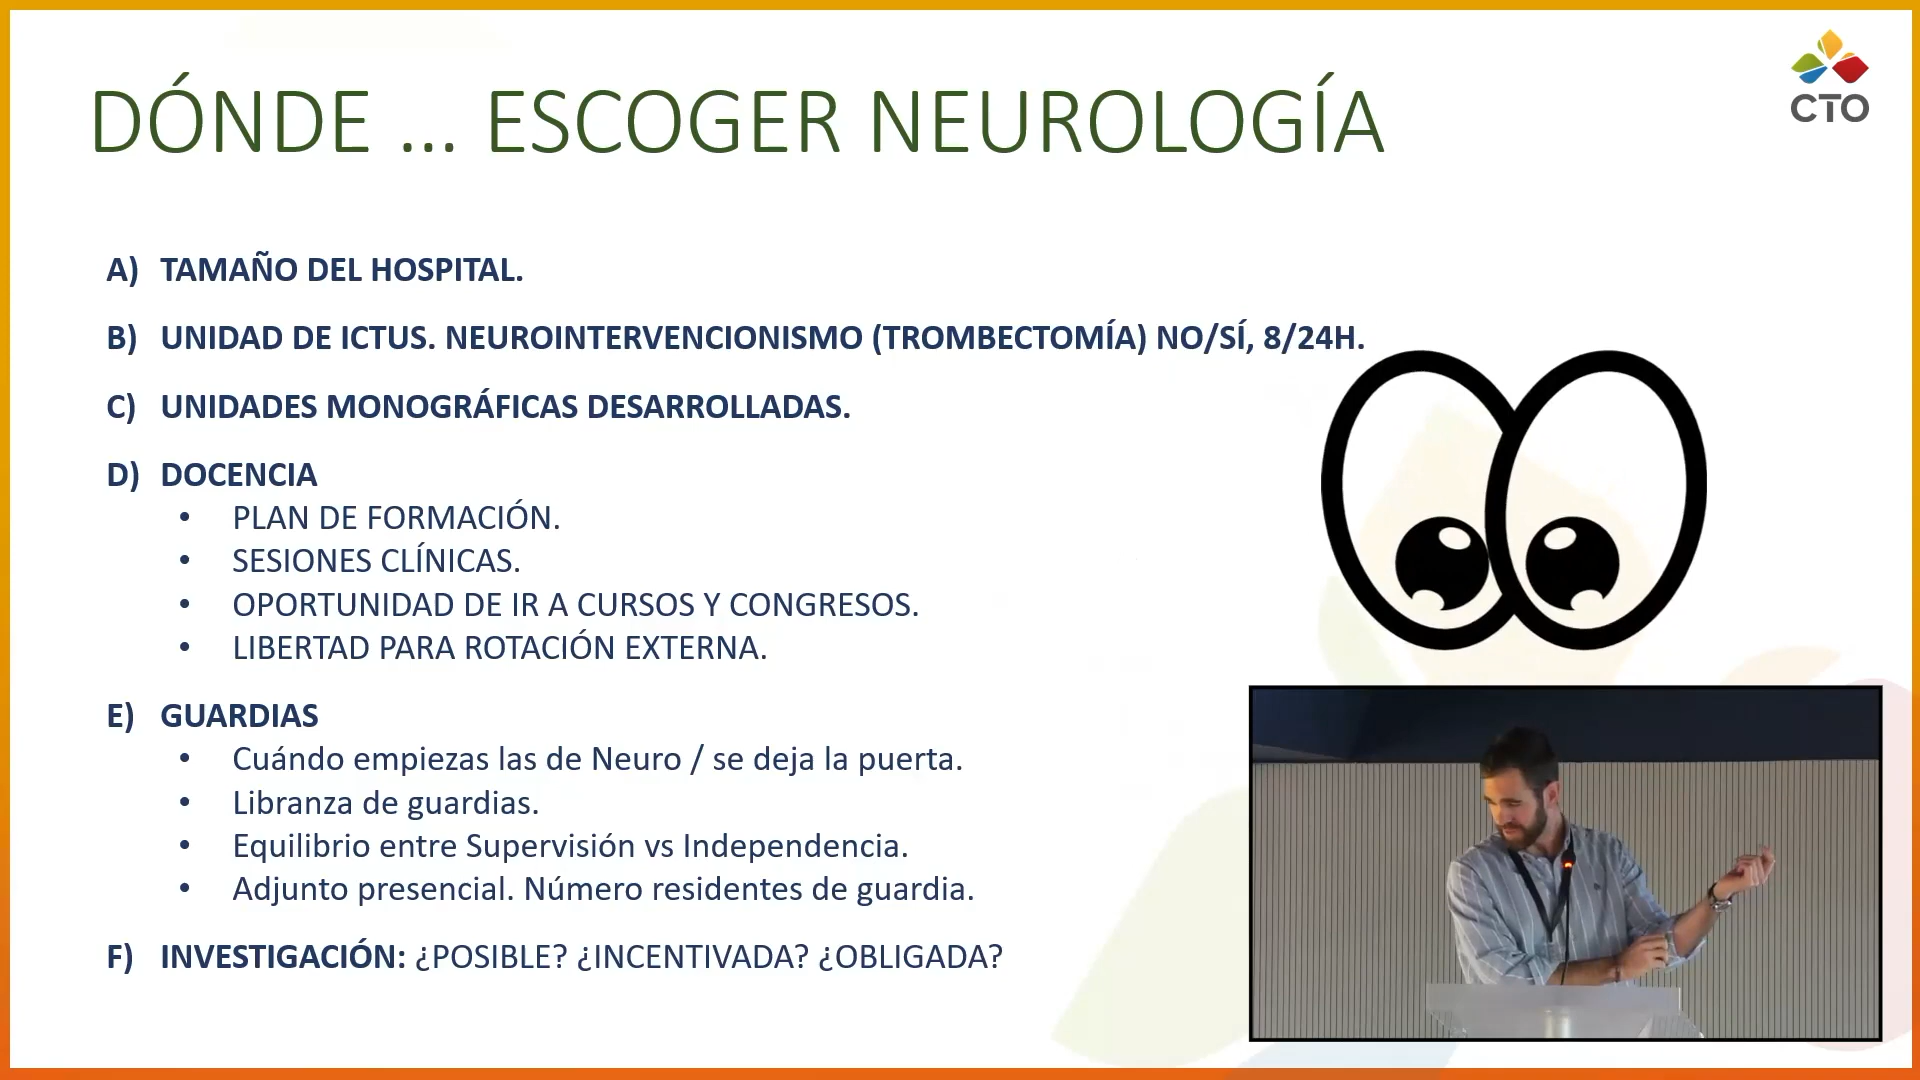 DÓNDE ... ESCOGER NEUROLOGÍA
CTO
A) TAMAÑO DEL HOSPITAL.
B) UNIDAD DE ICTUS. NEUROINTERVENCIONISMO (TROMBECTOMÍA) NO/SÍ, 8/24H.
C) UNIDADES MONOGRÁFICAS DESARROLLADAS.
D) DOCENCIA
• PLAN DE FORMACIÓN.
• SESIONES CLÍNICAS.
• OPORTUNIDAD DE IR A CURSOS Y CONGRESOS.
• LIBERTAD PARA ROTACIÓN EXTERNA.
E) GUARDIAS
• Cuándo empiezas las de Neuro / se deja la puerta.
• Libranza de guardias.
• Equilibrio entre Supervisión vs Independencia.
• Adjunto presencial. Número residentes de guardia.
F) INVESTIGACIÓN: ¿POSIBLE? ¿INCENTIVADA? ¿OBLIGADA?